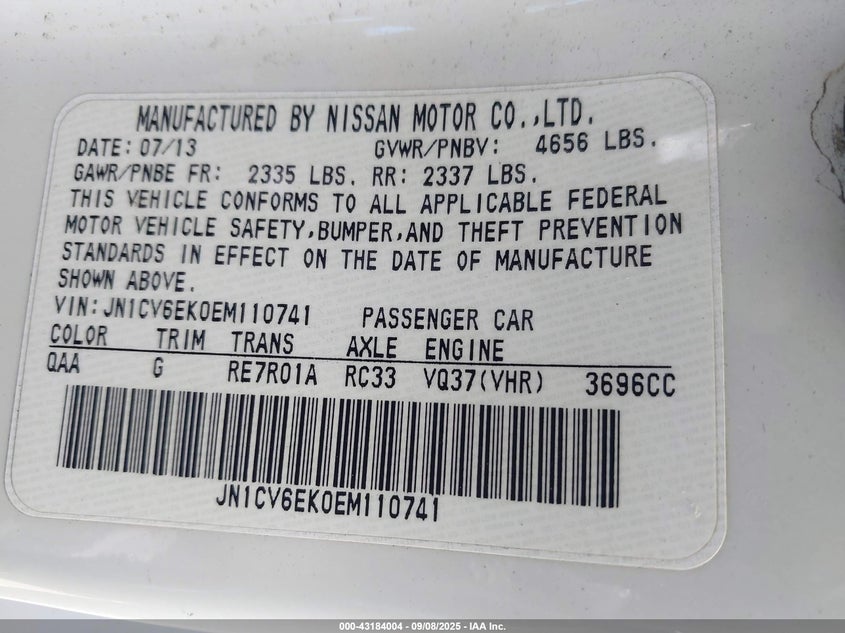 MANUFACTURED BY NISSAN MOTOR CO.,LTD.
DATE: 07/13 GVWR/PNBV: 4656 LBS.
GAWR/PNBE FR: 2335 LBS. RR: 2337 LBS.
THIS VEHICLE CONFORMS TO ALL APPLICABLE FEDERAL
MOTOR VEHICLE SAFETY,BUMPER,AND THEFT PREVENTION
STANDARDS IN EFFECT ON THE DATE OF MANUFACTURE
SHOWN ABOVE.
VIN:JN1CV6EK0EM110741 PASSENGER CAR
COLOR TRIM TRANS AXLE ENGINE
QAA G RE7R01A RC33 VQ37(VHR) 3696CC
JN1CV6EK0EM110741
000-43184004 - 09/08/2025 - IAA Inc.